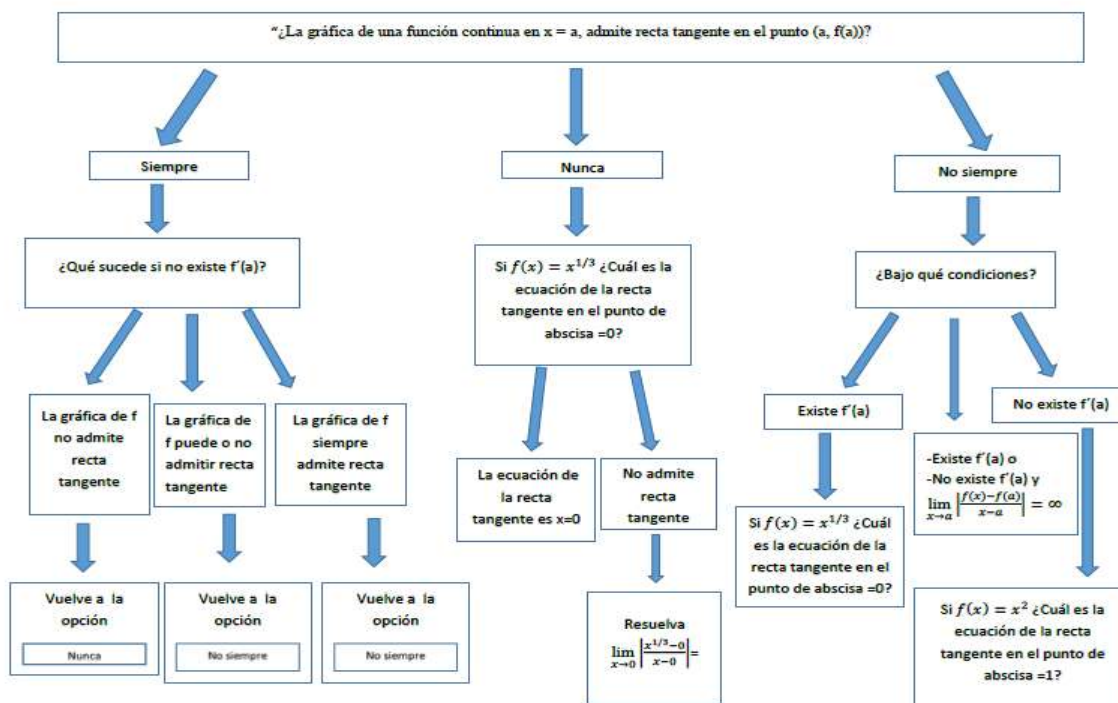 “¿La gráfica de una función continua en x = a, admite recta tangente en el punto (a, f(a))?
Siempre
Nunca
No siempre
¿Qué sucede si no existe f´(a)?
Si f(x) = x^{1/3} ¿Cuál es la
ecuación de la recta
tangente en el punto de
abscisa =0?
¿Bajo qué condiciones?
La gráfica de f
no admite
recta
tangente
La gráfica de
f puede o no
admitir recta
tangente
La gráfica de f
siempre
admite recta
tangente
La ecuación de
la recta
tangente es x=0
No admite
recta
tangente
Existe f´(a)
-Existe f´(a) o
-No existe f´(a) y
lim_{x→a} |f(x)−f(a)/x−a| = ∞
No existe f´(a)
Vuelve a la
opción
Nunca
Vuelve a la
opción
No siempre
Vuelve a la
opción
No siempre
Resuelva
lim_{x→0} |x^{1/3}−0/x−0|=
Si f(x) = x^{1/3} ¿Cuál
es la ecuación de la
recta tangente en el
punto de abscisa =0?
Si f(x) = x^2 ¿Cuál es la
ecuación de la recta
tangente en el punto de
abscisa =1?